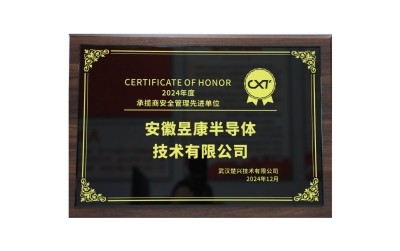 CERTIFICATE OF HONOR
2024年度
承揽商安全管理先进单位
CXT
安徽昱康半导体
技术有限公司
武汉楚兴技术有限公司
2024年12月